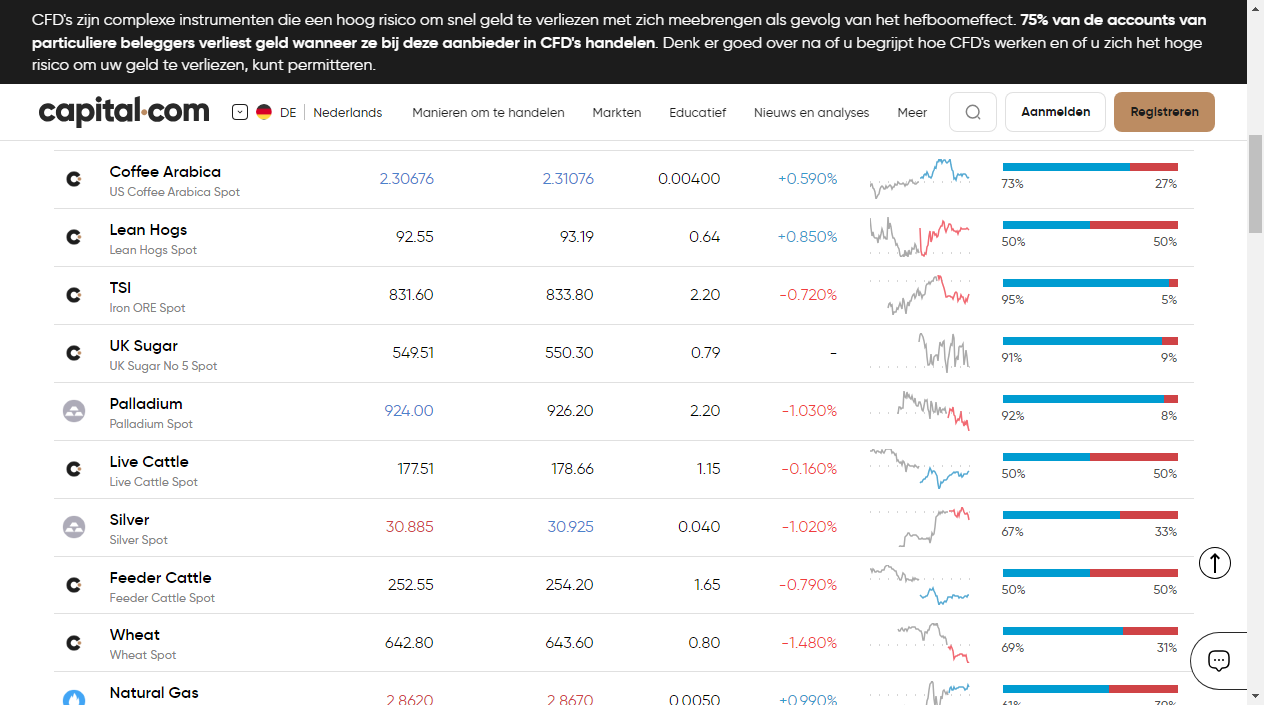 CFD's zijn complexe instrumenten die een hoog risico om snel geld te verliezen met zich meebrengen als gevolg van het hefboomeffect. 75% van de accounts van
particuliere beleggers verliest geld wanneer ze bij deze aanbieder in CFD's handelen. Denk er goed over na of u begrijpt hoe CFD's werken en of u zich het hoge
risico om uw geld te verliezen, kunt permitteren.
capital.com DE Nederlands Manieren om te handelen Markten Educatief Nieuws en analyses Meer Aanmelden Registreren
Coffee Arabica 2.30676 2.31076 0.00400 +0.590%
US Coffee Arabica Spot 73% 27%
Lean Hogs 92.55 93.19 0.64 +0.850%
Lean Hogs Spot 50% 50%
TSI 831.60 833.80 2.20 -0.720%
Iron ORE Spot 95% 5%
UK Sugar 549.51 550.30 0.79 -
UK Sugar No 5 Spot 91% 9%
Palladium 924.00 926.20 2.20 -1.030%
Palladium Spot 92% 8%
Live Cattle 177.51 178.66 1.15 -0.160%
Live Cattle Spot 50% 50%
Silver 30.885 30.925 0.040 -1.020%
Silver Spot 67% 33%
Feeder Cattle 252.55 254.20 1.65 -0.790%
Feeder Cattle Spot 50% 50%
Wheat 642.80 643.60 0.80 -1.480%
Wheat Spot 69% 31%
Natural Gas 2.8620 2.8670 0.0050 +0.990%